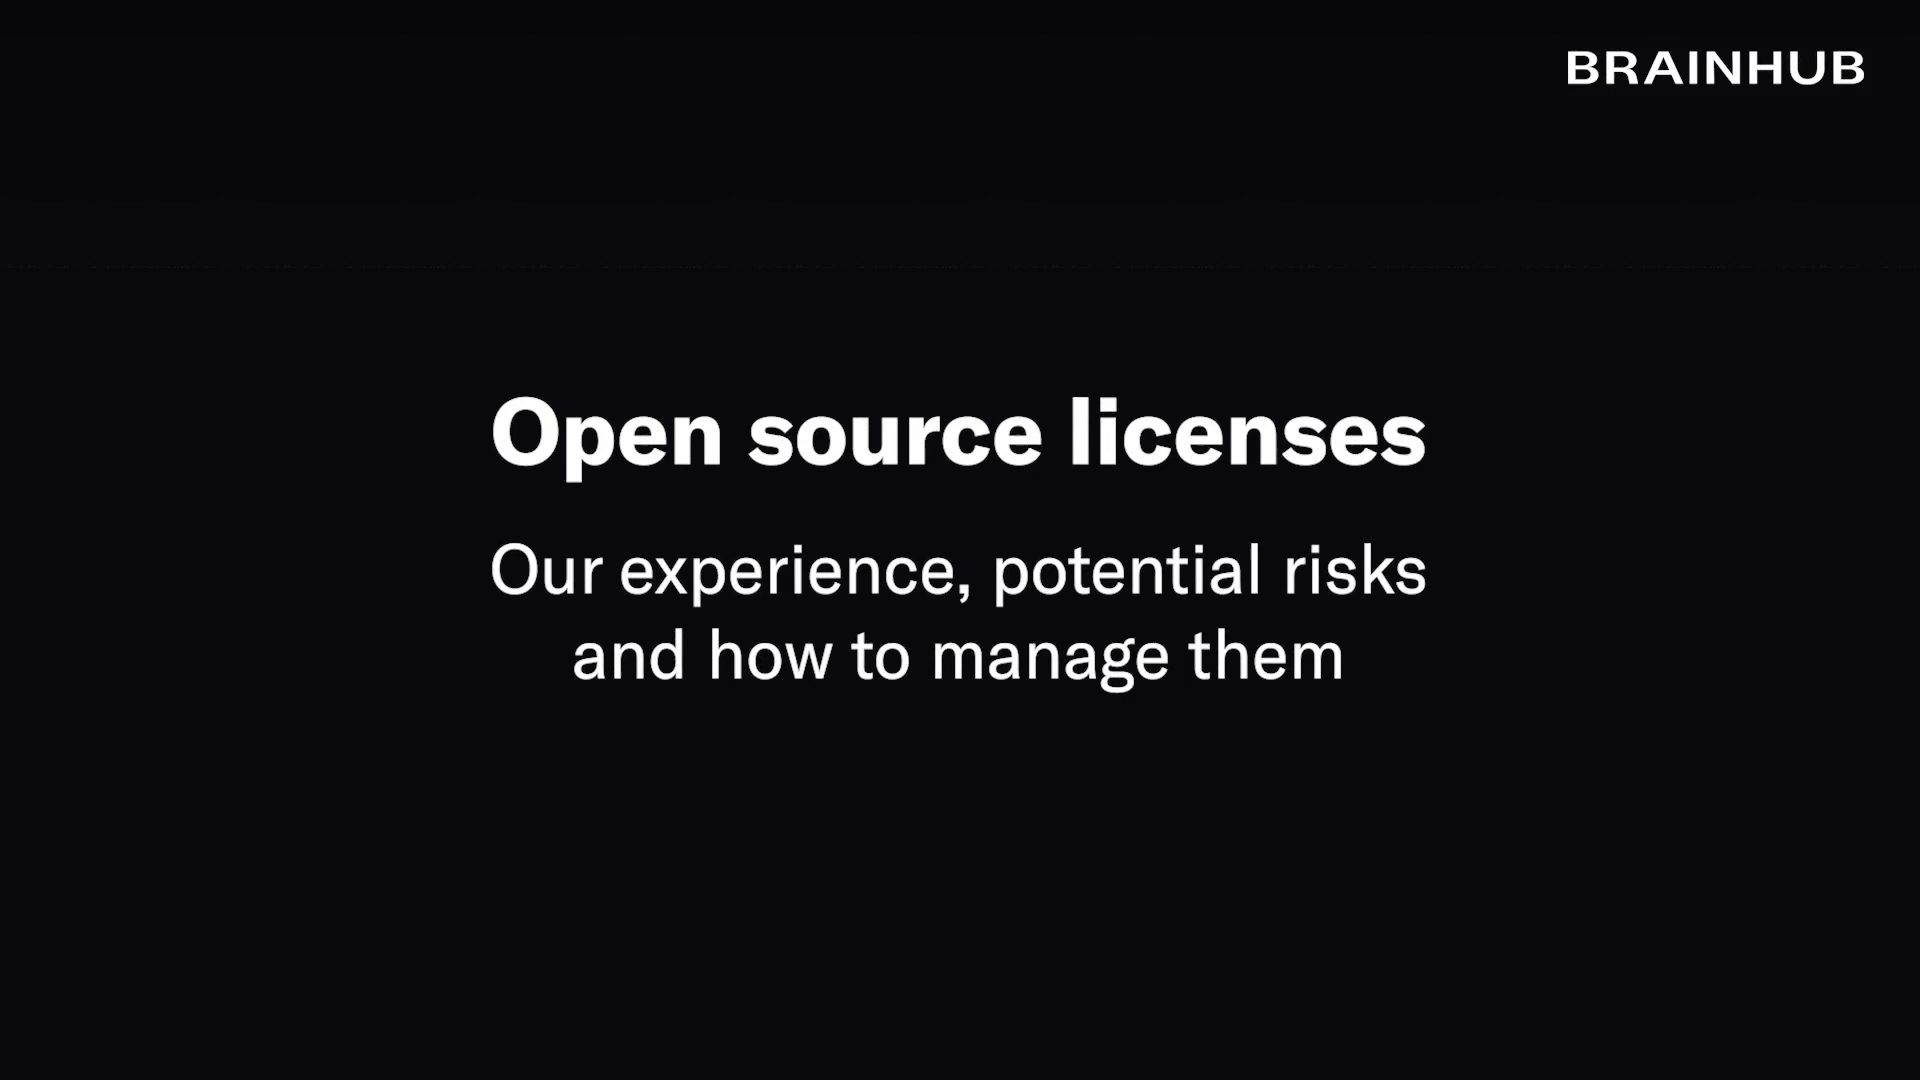 BRAINHUB
Open source licenses
Our experience, potential risks
and how to manage them